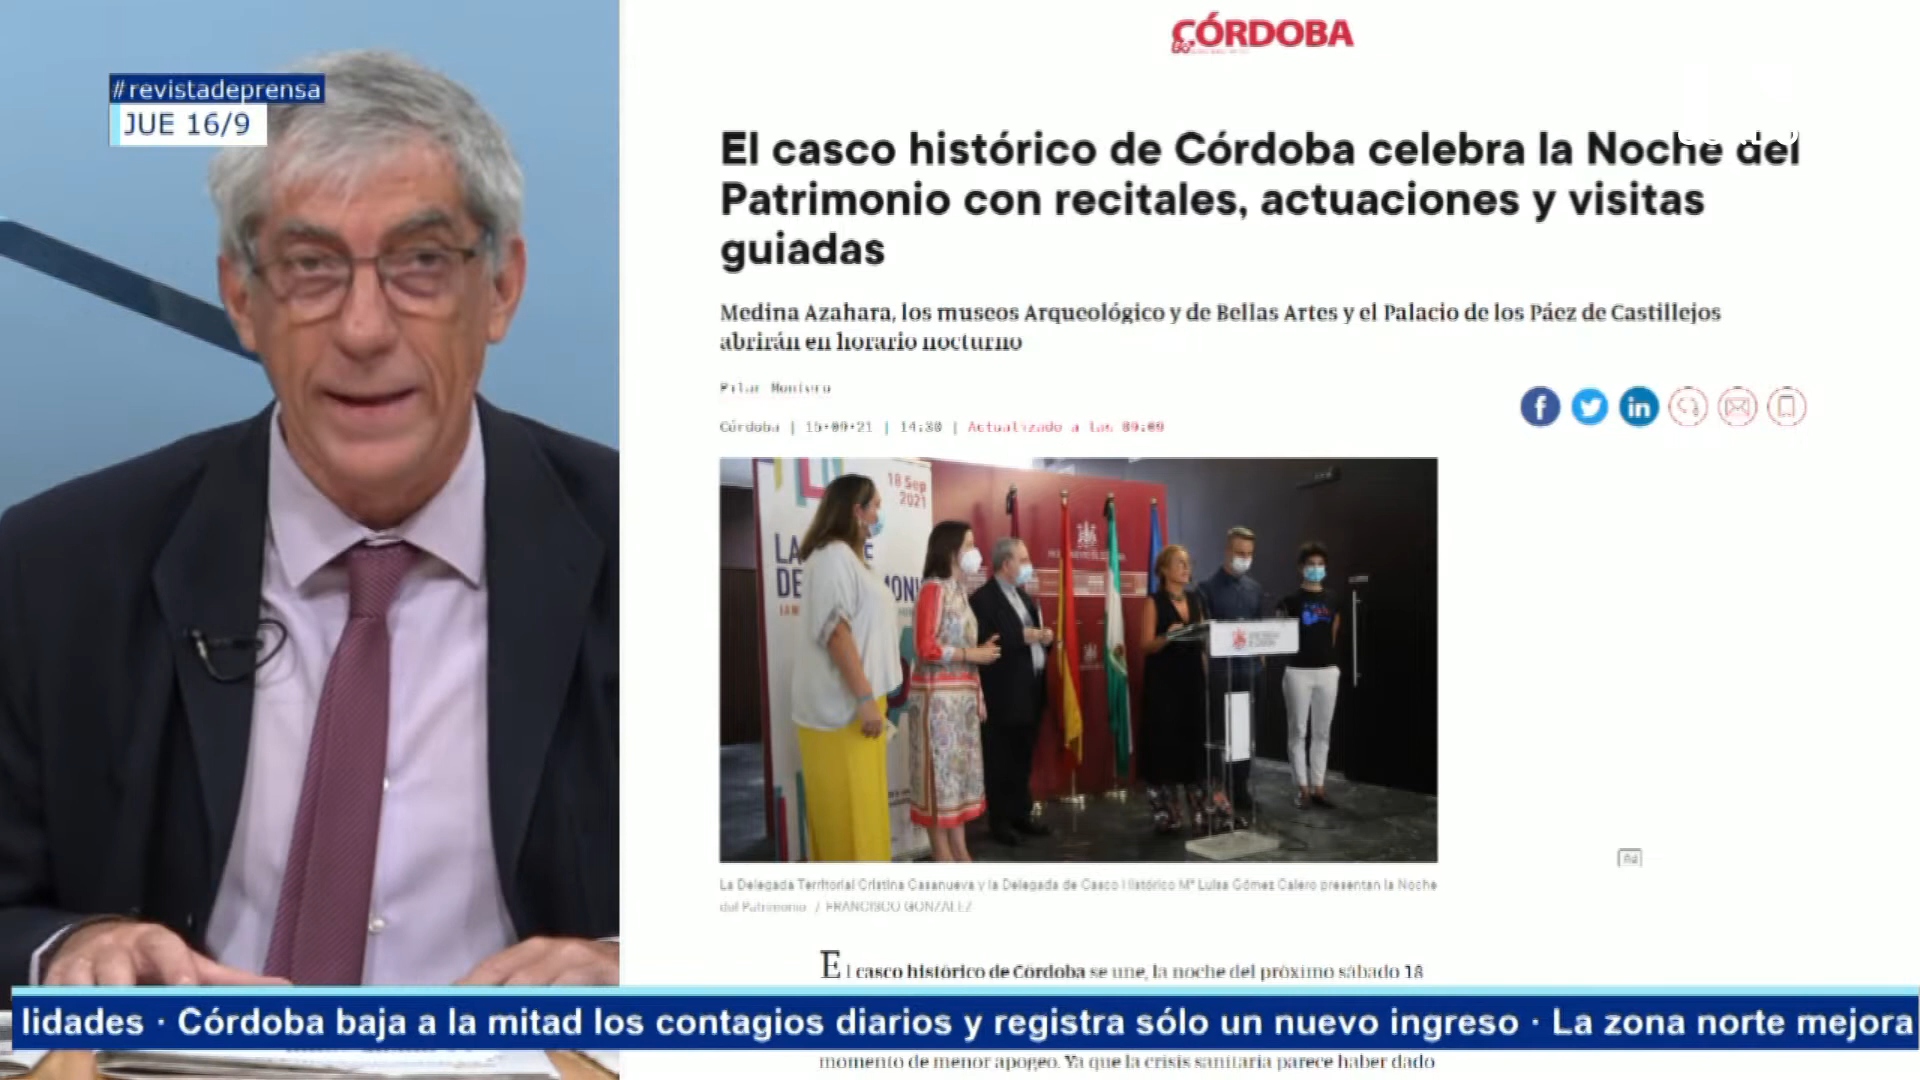 #revistadeprensa
JUE 16/9
CÓRDOBA
El casco histórico de Córdoba celebra la Noche del
Patrimonio con recitales, actuaciones y visitas
guiadas
Medina Azahara, los museos Arqueológico y de Bellas Artes y el Palacio de los Páez de Castillejos
abrirán en horario nocturno
Pilar Montero
Córdoba | 15·09·21 | 14:30 | Actualizado a las 09:09
18 Sep
2021
LA
DE
La Delegada Territorial Cristina Casanueva y la Delegada de Casco Histórico Mª Luisa Gómez Calero presentan la Noche
del Patrimonio / FRANCISCO GONZÁLEZ
Ad
El casco histórico de Córdoba se une, la noche del próximo sábado 18
lidades · Córdoba baja a la mitad los contagios diarios y registra sólo un nuevo ingreso · La zona norte mejora
momento de menor apogeo. Ya que la crisis sanitaria parece haber dado